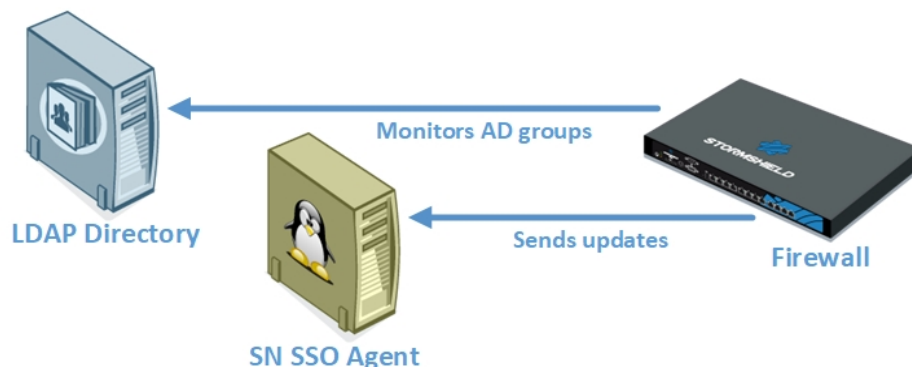 Monitors AD groups
STORMSHIELD
LDAP Directory
Sends updates
Firewall
SN SSO Agent